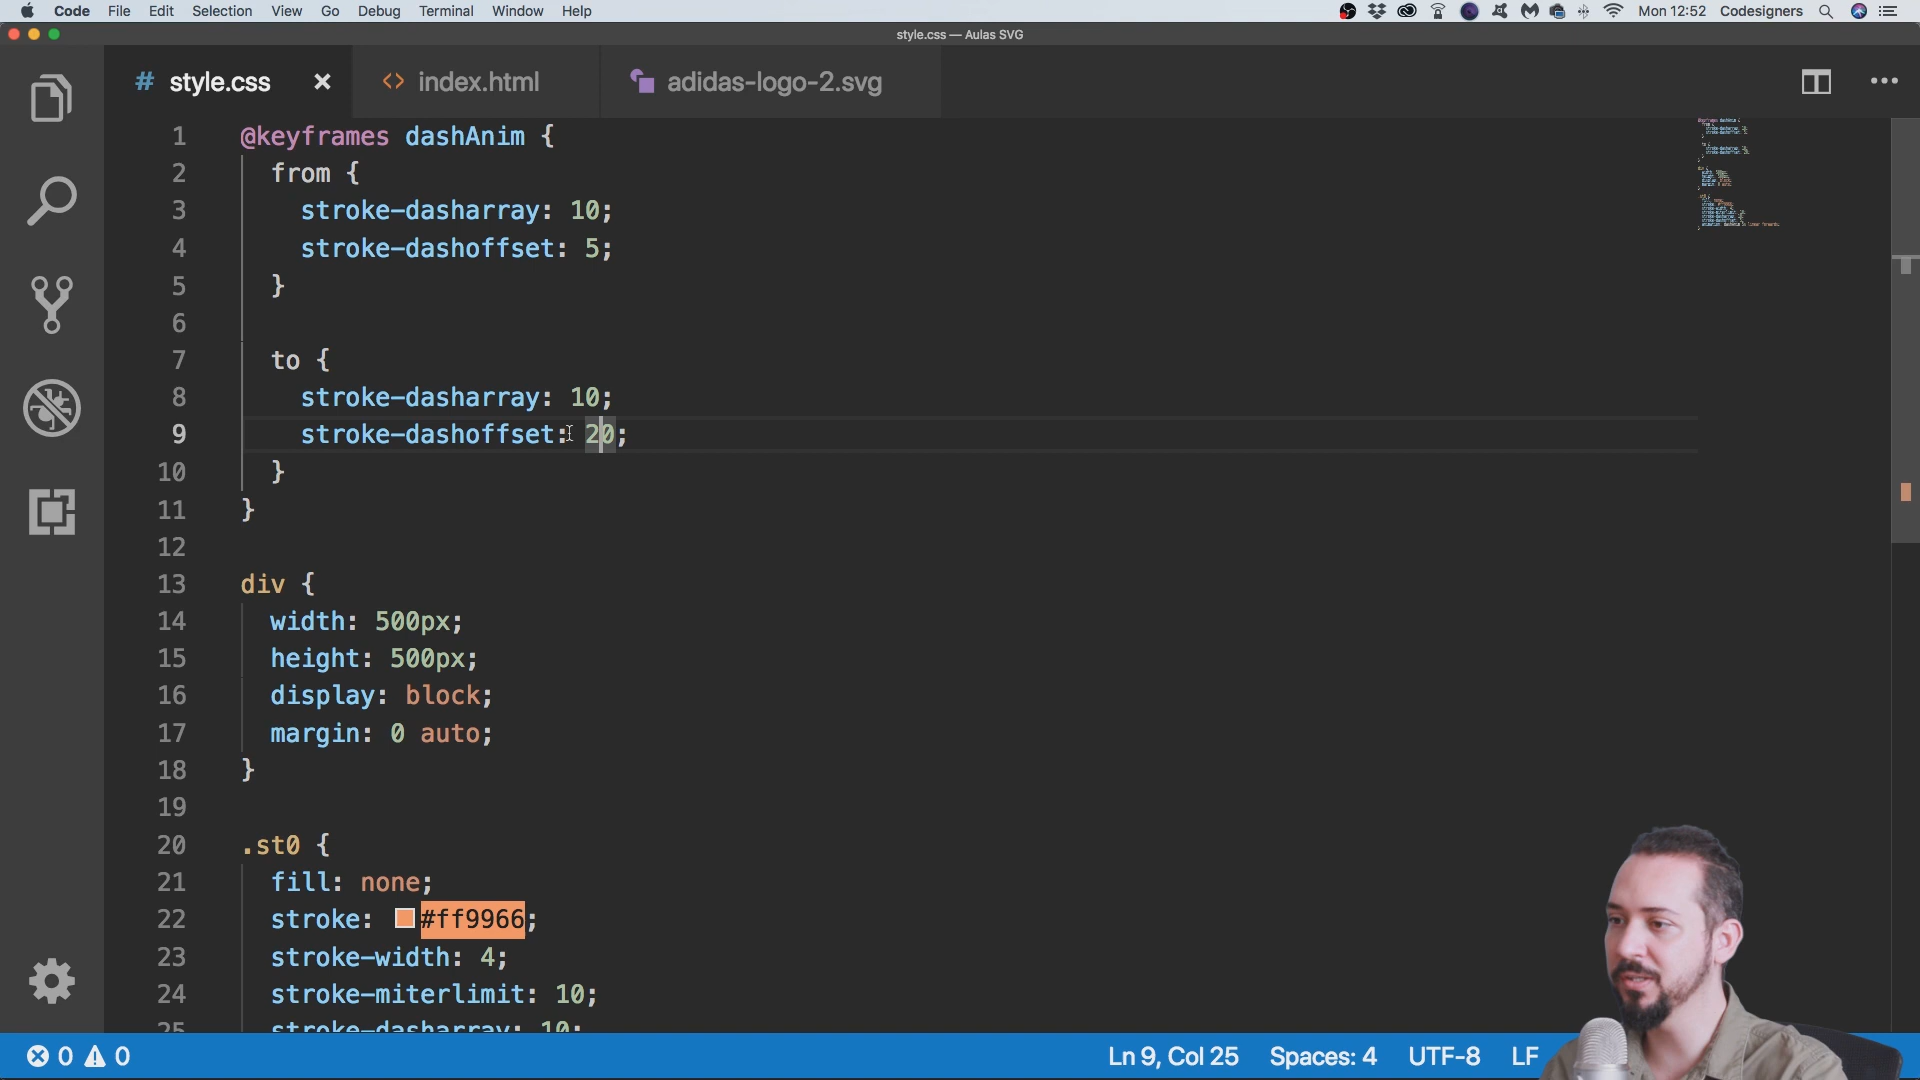 Code File Edit Selection View Go Debug Terminal Window Help Mon 12:52 Codesigners
style.css — Aulas SVG
# style.css × <> index.html adidas-logo-2.svg
1 @keyframes dashAnim {
2 from {
3 stroke-dasharray: 10;
4 stroke-dashoffset: 5;
5 }
6
7 to {
8 stroke-dasharray: 10;
9 stroke-dashoffset: 20;
10 }
11 }
12
13 div {
14 width: 500px;
15 height: 500px;
16 display: block;
17 margin: 0 auto;
18 }
19
20 .st0 {
21 fill: none;
22 stroke: #ff9966;
23 stroke-width: 4;
24 stroke-miterlimit: 10;
25 stroke-dasharray: 10;
0 0 Ln 9, Col 25 Spaces: 4 UTF-8 LF